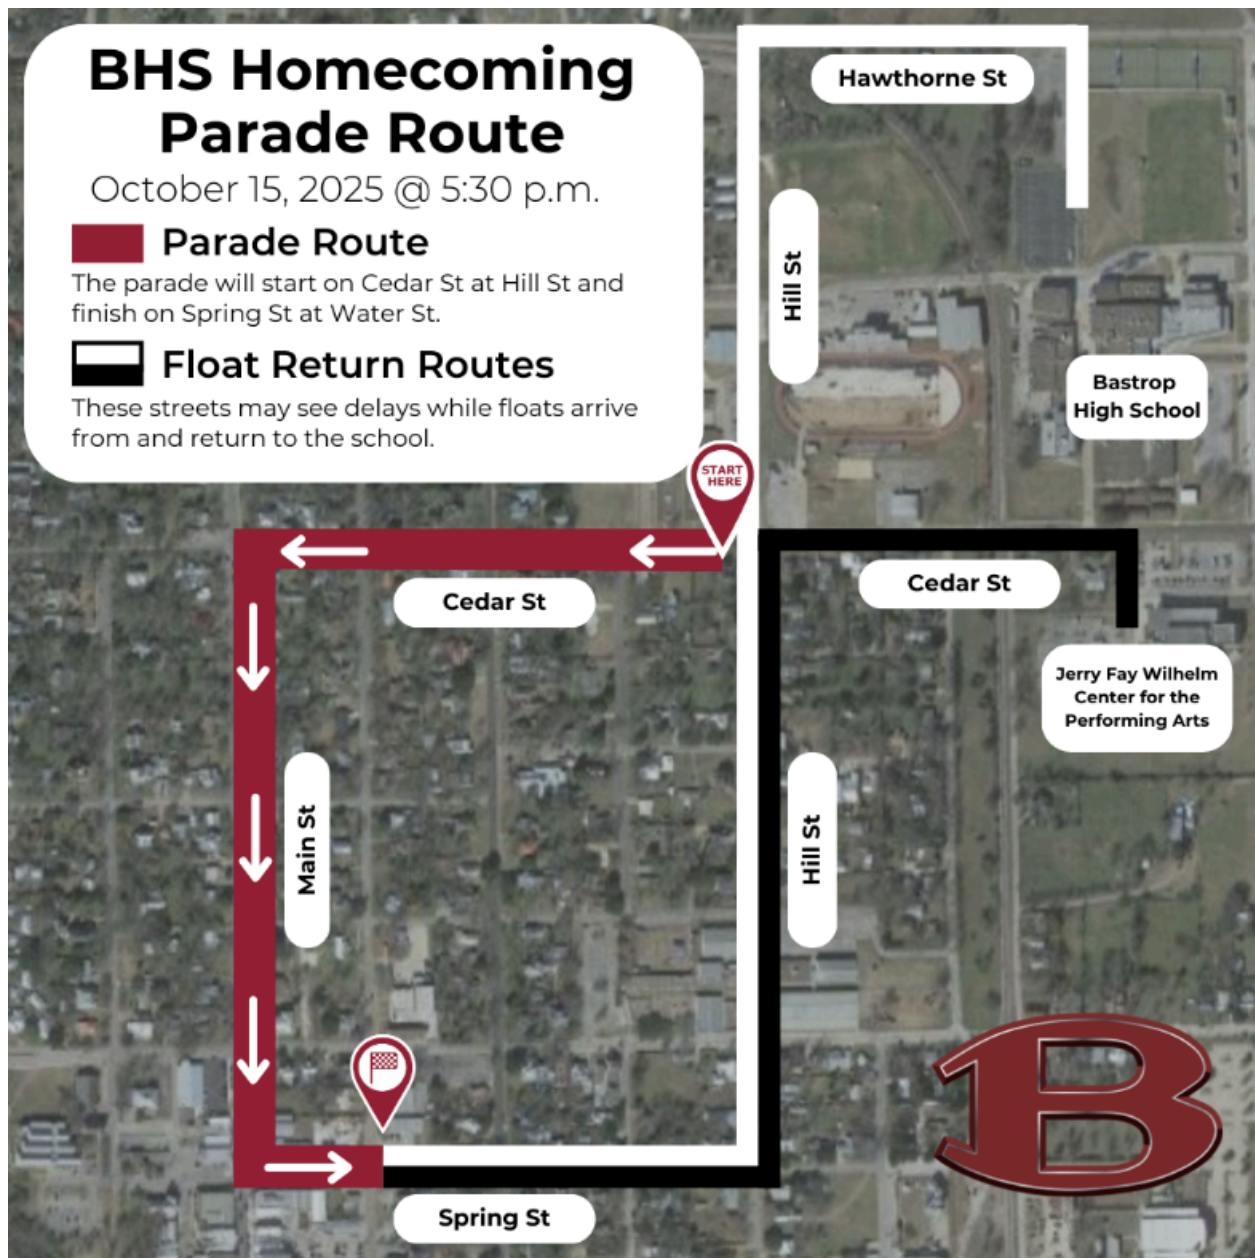 BHS Homecoming
Parade Route
October 15, 2025 @ 5:30 p.m.
Parade Route
The parade will start on Cedar St at Hill St and
finish on Spring St at Water St.
Float Return Routes
These streets may see delays while floats arrive
from and return to the school.
Hawthorne St
Hill St
Bastrop
High School
START
HERE
Cedar St
Cedar St
Jerry Fay Wilhelm
Center for the
Performing Arts
Main St
Hill St
B
Spring St